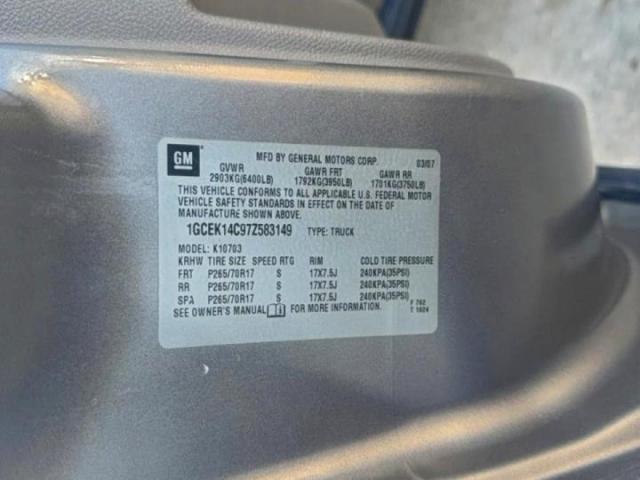 GM
MFD BY GENERAL MOTORS CORP. 03/07
GVWR GAWR FRT GAWR RR
2903KG(6400LB) 1792KG(3950LB) 1701KG(3750LB)
THIS VEHICLE CONFORMS TO ALL APPLICABLE U.S. FEDERAL MOTOR
VEHICLE SAFETY STANDARDS IN EFFECT ON THE DATE OF
MANUFACTURE SHOWN ABOVE.
1GCEK14C97Z583149 TYPE: TRUCK
MODEL: K10703
KRHW TIRE SIZE SPEED RTG RIM COLD TIRE PRESSURE
FRT P265/70R17 S 17X7.5J 240KPA(35PSI)
RR P265/70R17 S 17X7.5J 240KPA(35PSI)
SPA P265/70R17 S 17X7.5J 240KPA(35PSI)
SEE OWNER'S MANUAL FOR MORE INFORMATION.
F 762
T 1604